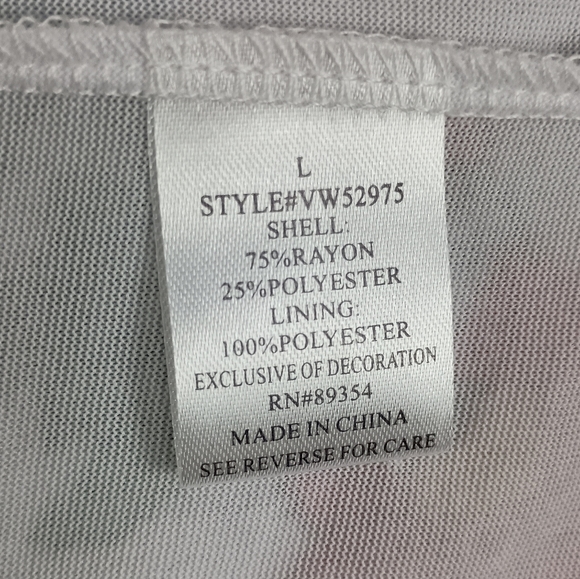 L
STYLE#VW52975
SHELL:
75%RAYON
25%POLYESTER
LINING:
100%POLYESTER
EXCLUSIVE OF DECORATION
RN#89354
MADE IN CHINA
SEE REVERSE FOR CARE